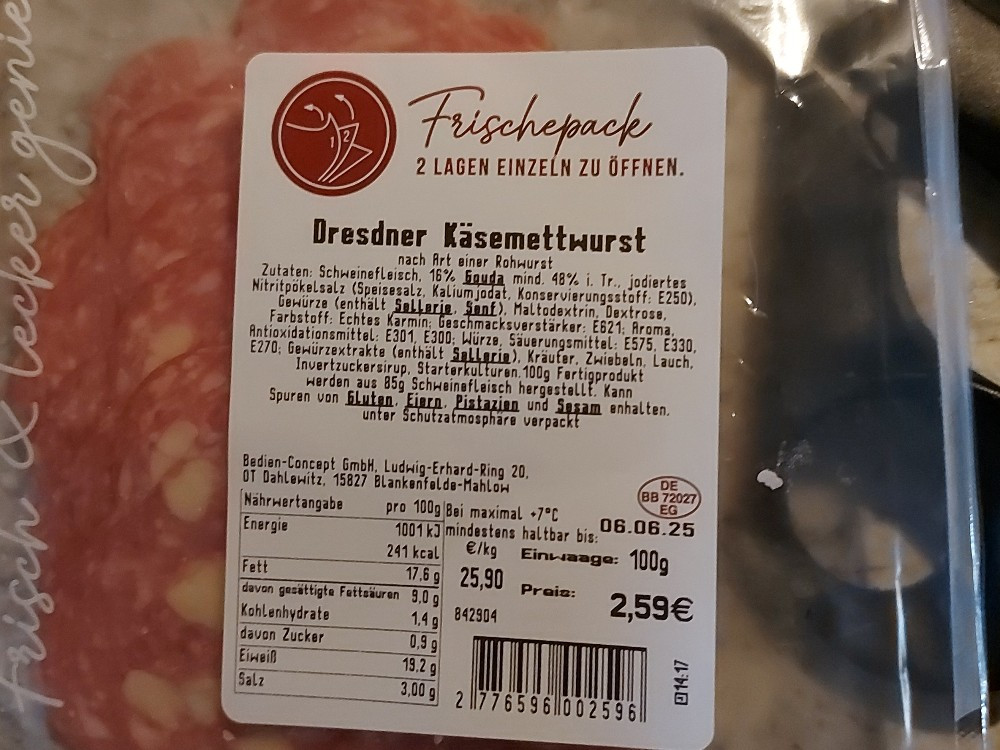 frisch & lecker genie
1 2
Frischepack
2 LAGEN EINZELN ZU ÖFFNEN.
Dresdner Käsemettwurst
nach Art einer Rohwurst
Zutaten: Schweinefleisch, 16% Gouda mind. 48% i. Tr., jodiertes
Nitritpökelsalz (Speisesalz, Kaliumjodat, Konservierungsstoff: E250),
Gewürze (enthält Sellerie, Senf), Maltodextrin, Dextrose,
Farbstoff: Echtes Karmin; Geschmacksverstärker: E621; Aroma,
Antioxidationsmittel: E301, E300; Würze, Säuerungsmittel: E575, E330,
E270; Gewürzextrakte (enthält Sellerie), Kräuter, Zwiebeln, Lauch,
Invertzuckersirup, Starterkulturen.100g Fertigprodukt
werden aus 85g Schweinefleisch hergestellt. Kann
Spuren von Gluten, Eiern, Pistazien und Sesam enhalten.
unter Schutzatmosphäre verpackt
Bedien-Concept GmbH, Ludwig-Erhard-Ring 20,
OT Dahlewitz, 15827 Blankenfelde-Mahlow
DE
BB 72027
EG
Nährwertangabe pro 100g
Energie 1001 kJ
241 kcal
Fett 17,6 g
davon gesättigte Fettsäuren 9,0 g
Kohlenhydrate 1,4 g
davon Zucker 0,9 g
Eiweiß 19,2 g
Salz 3,00 g
Bei maximal +7°C
mindestens haltbar bis: 06.06.25
€/kg Einwaage: 100g
25,90 Preis: 2,59€
842904
2 776596 002596
14:17